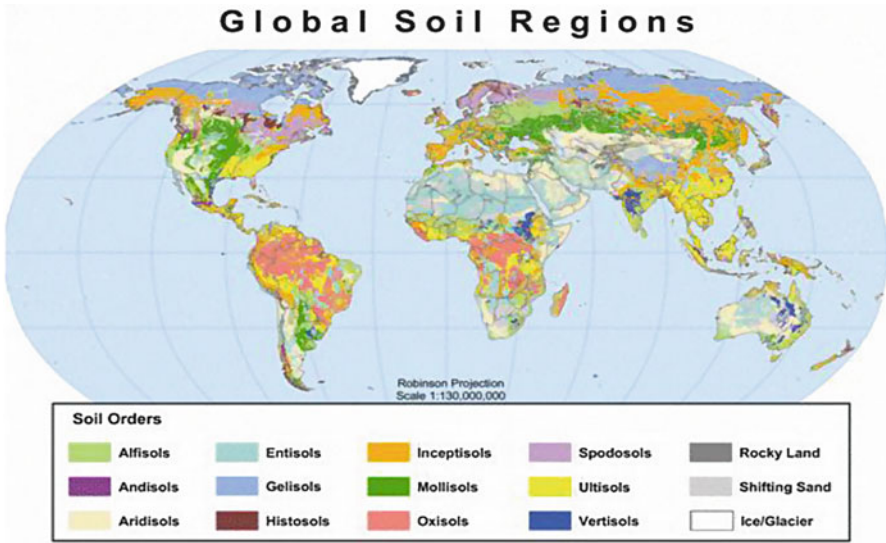 Global Soil Regions
Robinson Projection
Scale 1:130,000,000
Soil Orders
Alfisols Entisols Inceptisols Spodosols Rocky Land
Andisols Gelisols Mollisols Ultisols Shifting Sand
Aridisols Histosols Oxisols Vertisols Ice/Glacier